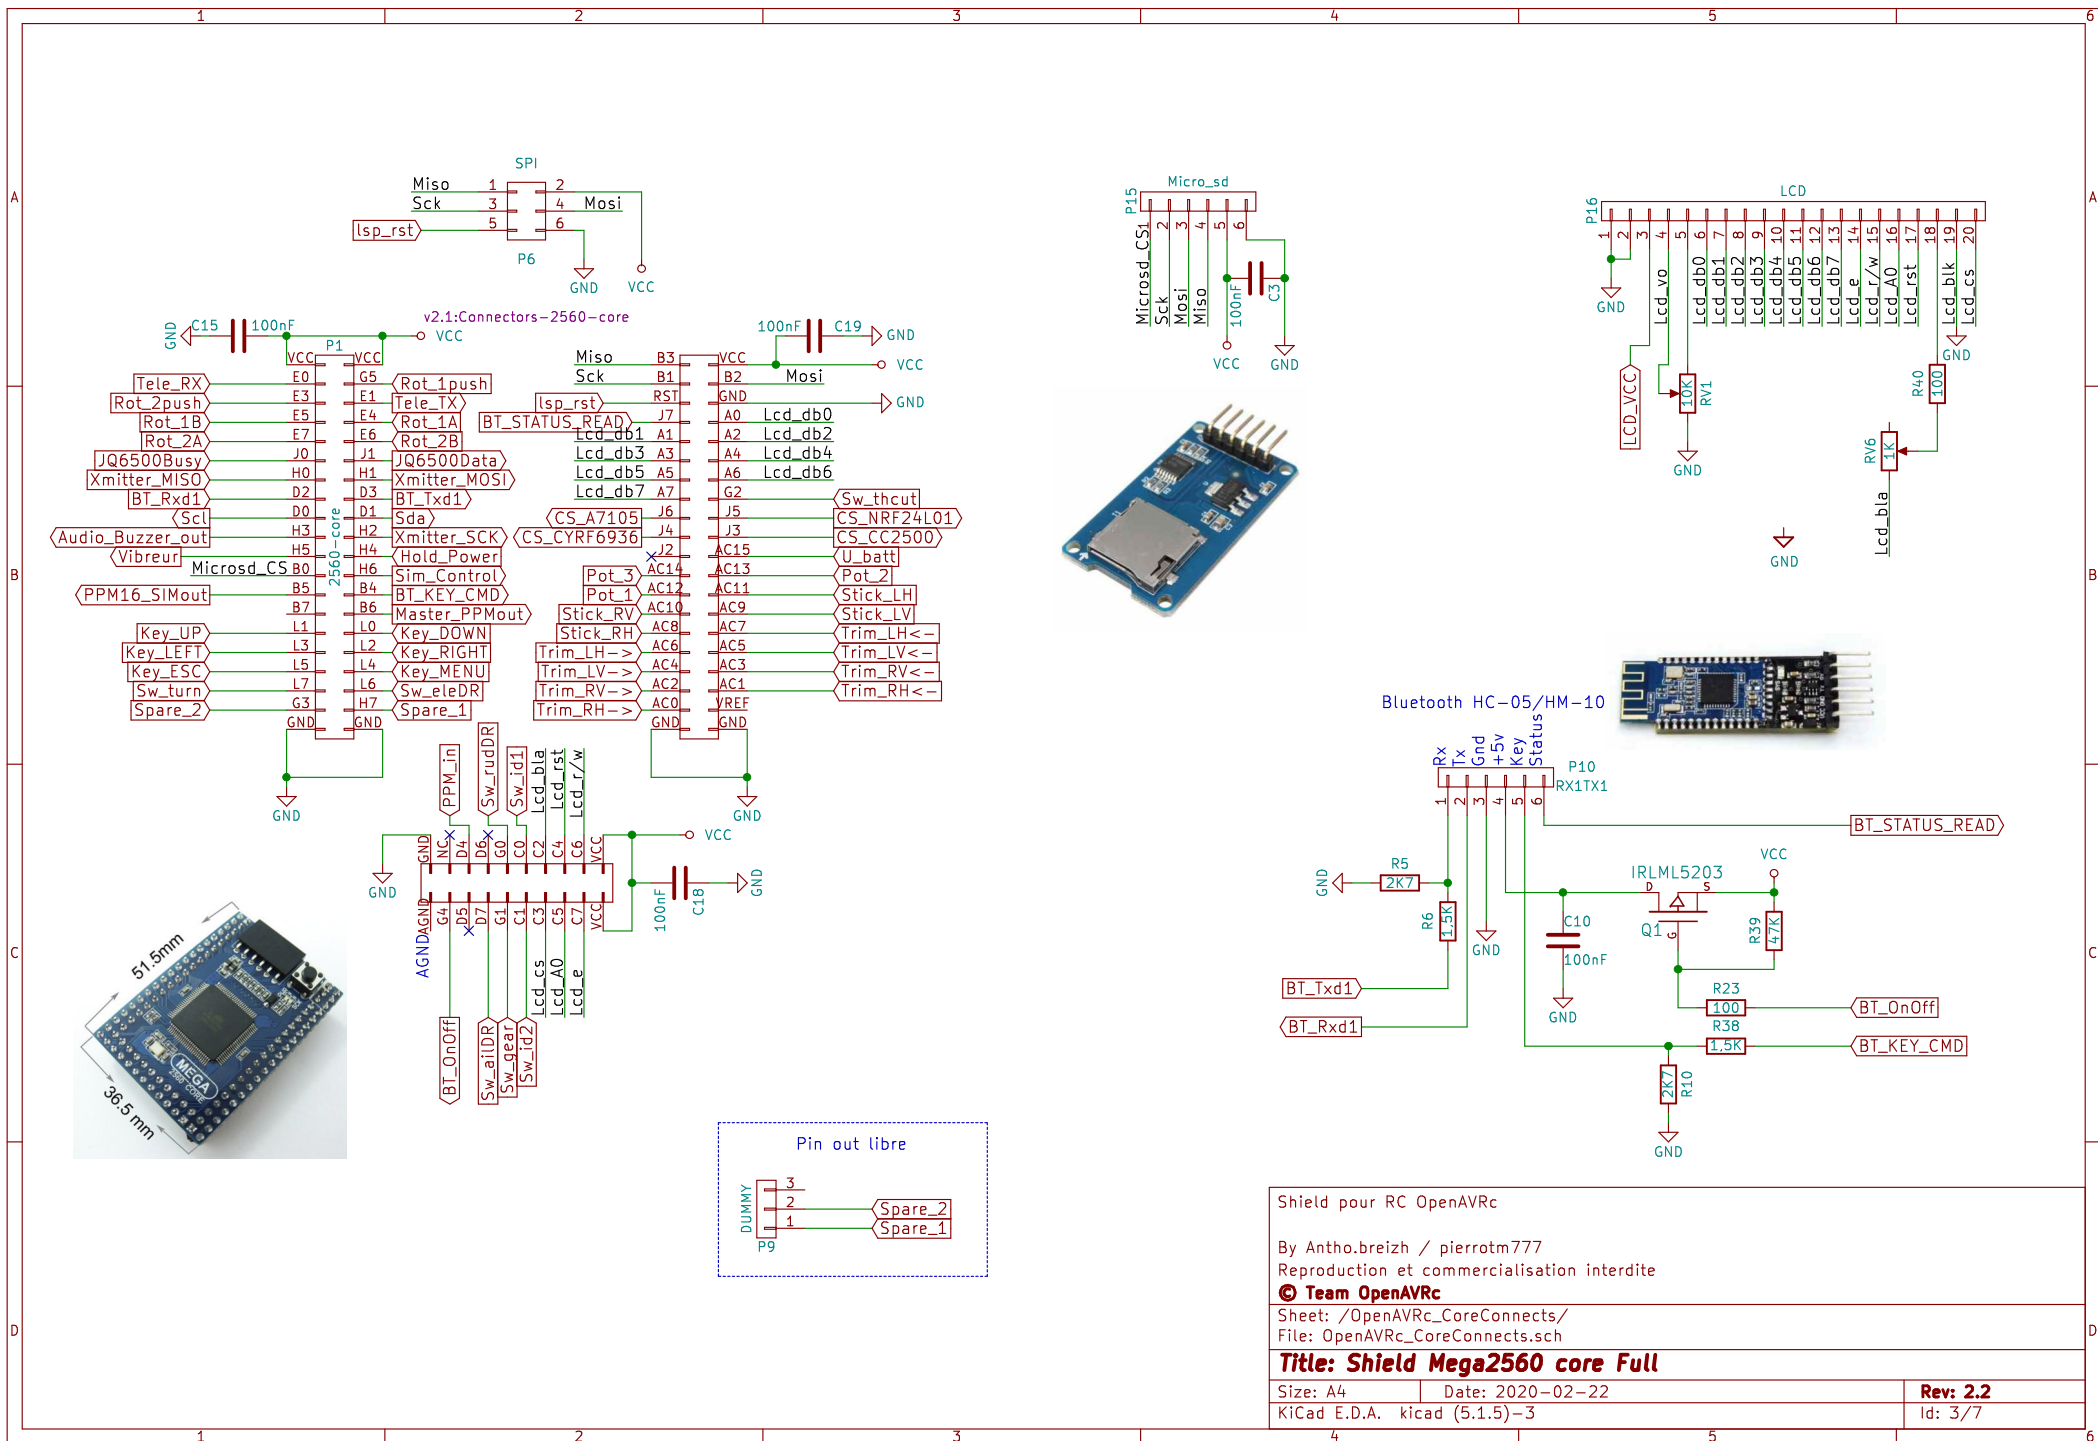 1 2 3 4 5 6
A
B
C
D
SPI
Miso 1 2
Sck 3 4 Mosi
Isp_rst 5 6
P6
GND
VCC
v2.1:Connectors-2560-core
GND C15 100nF
VCC
P1
2560-core
VCC VCC
Tele_RX E0 G5 Rot_1push
Rot_2push E3 E1 Tele_TX
Rot_1B E5 E4 Rot_1A
Rot_2A E7 E6 Rot_2B
JQ6500Busy J0 J1 JQ6500Data
Xmitter_MISO H0 H1 Xmitter_MOSI
BT_Rxd1 D2 D3 BT_Txd1
Scl D0 D1 Sda
Audio_Buzzer_out H3 H2 Xmitter_SCK
Vibreur H5 H4 Hold_Power
Microsd_CS B0 H6 Sim_Control
PPM16_SIMout B5 B4 BT_KEY_CMD
B7 B6 Master_PPMout
Key_UP L1 L0 Key_DOWN
Key_LEFT L3 L2 Key_RIGHT
Key_ESC L5 L4 Key_MENU
Sw_turn L7 L6 Sw_eleDR
Spare_2 G3 H7 Spare_1
GND GND
GND
100nF C19 GND
VCC
Miso B3 VCC
Sck B1 B2 Mosi
Isp_rst RST GND GND
BT_STATUS_READ J7 A0 Lcd_db0
Lcd_db1 A1 A2 Lcd_db2
Lcd_db3 A3 A4 Lcd_db4
Lcd_db5 A5 A6 Lcd_db6
Lcd_db7 A7 G2 Sw_thcut
CS_A7105 J6 J5 CS_NRF24L01
CS_CYRF6936 J4 J3 CS_CC2500
J2 AC15 U_batt
Pot_3 AC14 AC13 Pot_2
Pot_1 AC12 AC11 Stick_LH
Stick_RV AC10 AC9 Stick_LV
Stick_RH AC8 AC7 Trim_LH<-
Trim_LH-> AC6 AC5 Trim_LV<-
Trim_LV-> AC4 AC3 Trim_RV<-
Trim_RV-> AC2 AC1 Trim_RH<-
Trim_RH-> AC0 VREF
GND GND
GND
PPM_in Sw_rudDR Sw_id1 Lcd_bla Lcd_rst Lcd_r/w
GND NC D4 D6 G0 C0 C2 C4 C6 VCC
VCC
GND
100nF C18 GND
AGND G4 D5 D7 G1 C1 C3 C5 C7 VCC
AGND
BT_OnOff Sw_ailDR Sw_gear Sw_id2 Lcd_cs Lcd_A0 Lcd_e
51.5mm
36.5 mm
MEGA
2560 CORE
Pin out libre
DUMMY
3
2 Spare_2
1 Spare_1
P9
Micro_sd
P15
1 2 3 4 5 6
Microsd_CS Sck Mosi Miso
100nF C3
VCC
GND
LCD
P16
1 2 3 4 5 6 7 8 9 10 11 12 13 14 15 16 17 18 19 20
GND
Lcd_vo Lcd_db0 Lcd_db1 Lcd_db2 Lcd_db3 Lcd_db4 Lcd_db5 Lcd_db6 Lcd_db7 Lcd_e Lcd_r/w Lcd_A0 Lcd_rst Lcd_blk Lcd_cs
GND
LCD_VCC
10K RV1
GND
R40 100
RV6 1K
Lcd_bla
GND
Bluetooth HC-05/HM-10
Rx Tx Gnd +5v Key Status
P10
RX1TX1
1 2 3 4 5 6
BT_STATUS_READ
GND R5 2K7
R6 1,5K
GND
BT_Txd1
BT_Rxd1
IRLML5203
VCC
D S
G
Q1
C10
100nF
GND
R39 47K
R23
100
BT_OnOff
R38
1,5K
BT_KEY_CMD
2K7 R10
GND
Shield pour RC OpenAVRc
By Antho.breizh / pierrotm777
Reproduction et commercialisation interdite
© Team OpenAVRc
Sheet: /OpenAVRc_CoreConnects/
File: OpenAVRc_CoreConnects.sch
Title: Shield Mega2560 core Full
Size: A4 Date: 2020-02-22 Rev: 2.2
KiCad E.D.A. kicad (5.1.5)-3 Id: 3/7
A
B
C
D
1 2 3 4 5 6